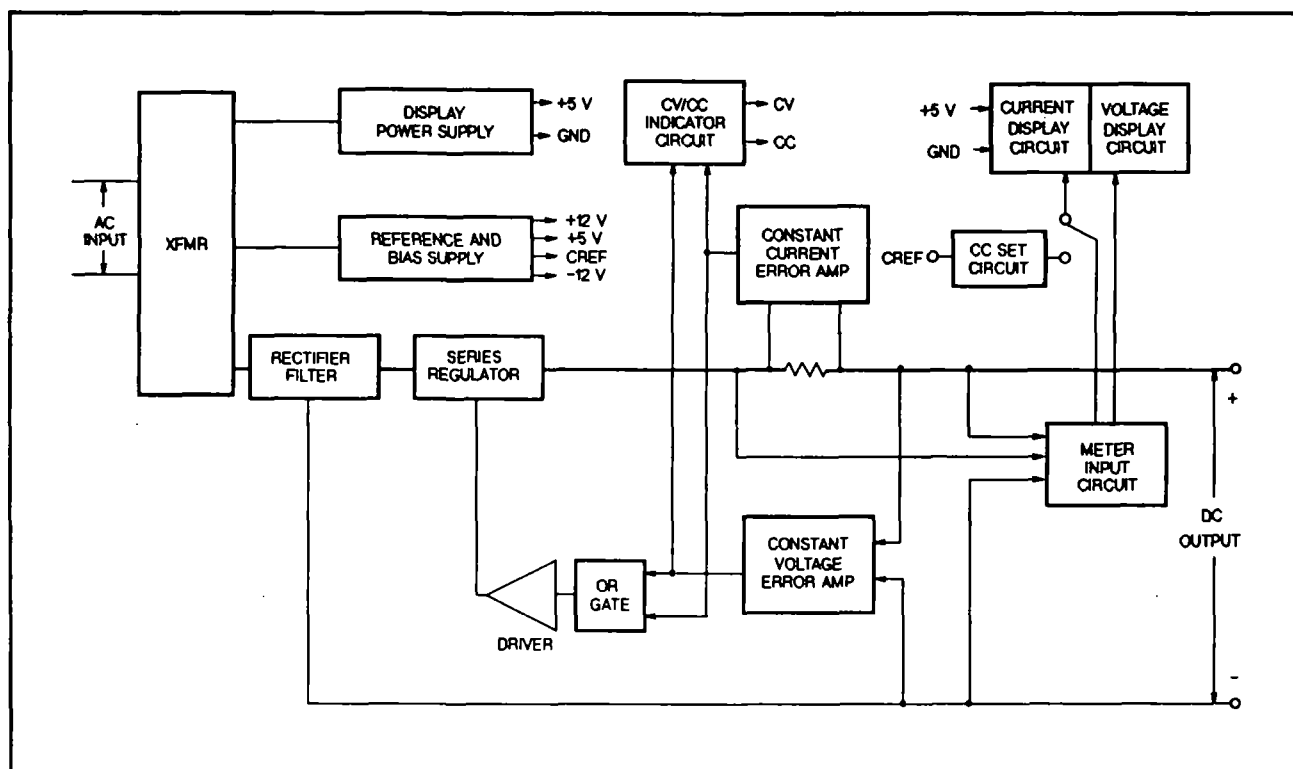 AC
INPUT
XFMR
DISPLAY
POWER SUPPLY
+5 V
GND
REFERENCE AND
BIAS SUPPLY
+12 V
+5 V
CREF
-12 V
RECTIFIER
FILTER
SERIES
REGULATOR
CV/CC
INDICATOR
CIRCUIT
CV
CC
CONSTANT
CURRENT
ERROR AMP
+5 V
GND
CURRENT
DISPLAY
CIRCUIT
VOLTAGE
DISPLAY
CIRCUIT
CREF
CC SET
CIRCUIT
METER
INPUT
CIRCUIT
CONSTANT
VOLTAGE
ERROR AMP
OR
GATE
DRIVER
+
DC
OUTPUT
-